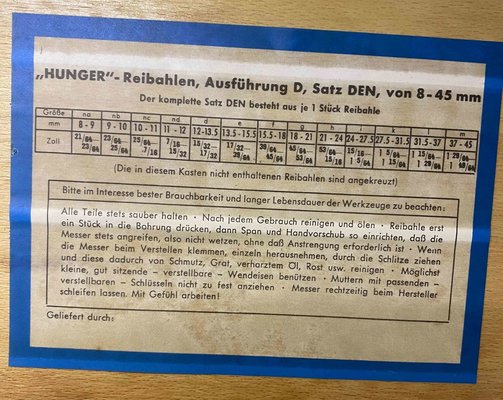 „HUNGER"-Reibahlen, Ausführung D, Satz DEN, von 8-45 mm
Der komplette Satz DEN besteht aus je 1 Stück Reibahle
Größe na nb nc nd d e f g h i k l m
mm 8-9 9-10 10-11 11-12 12-13.5 13.5-15.5 15.5-18 18-21 21-24 24-27.5 27.5-31.5 31.5-37 37-45
Zoll
(Die in diesem Kasten nicht enthaltenen Reibahlen sind angekreuzt)
Bitte im Interesse bester Brauchbarkeit und langer Lebensdauer der Werkzeuge zu beachten:
Alle Teile stets sauber halten · Nach jedem Gebrauch reinigen und ölen · Reibahle erst
ein Stück in die Bohrung drücken, dann Span und Handvorschub so einrichten, daß die
Messer stets angreifen, also nicht wetzen, ohne daß Anstrengung erforderlich ist · Wenn
die Messer beim Verstellen klemmen, einzeln herausnehmen, durch die Schlitze ziehen
und diese dadurch von Schmutz, Grat, verharztem Öl, Rost usw. reinigen · Möglichst
kleine, gut sitzende – verstellbare – Wendeisen benützen · Muttern mit passenden –
verstellbaren – Schlüsseln nicht zu fest anziehen · Messer rechtzeitig beim Hersteller
schleifen lassen. Mit Gefühl arbeiten!
Geliefert durch: